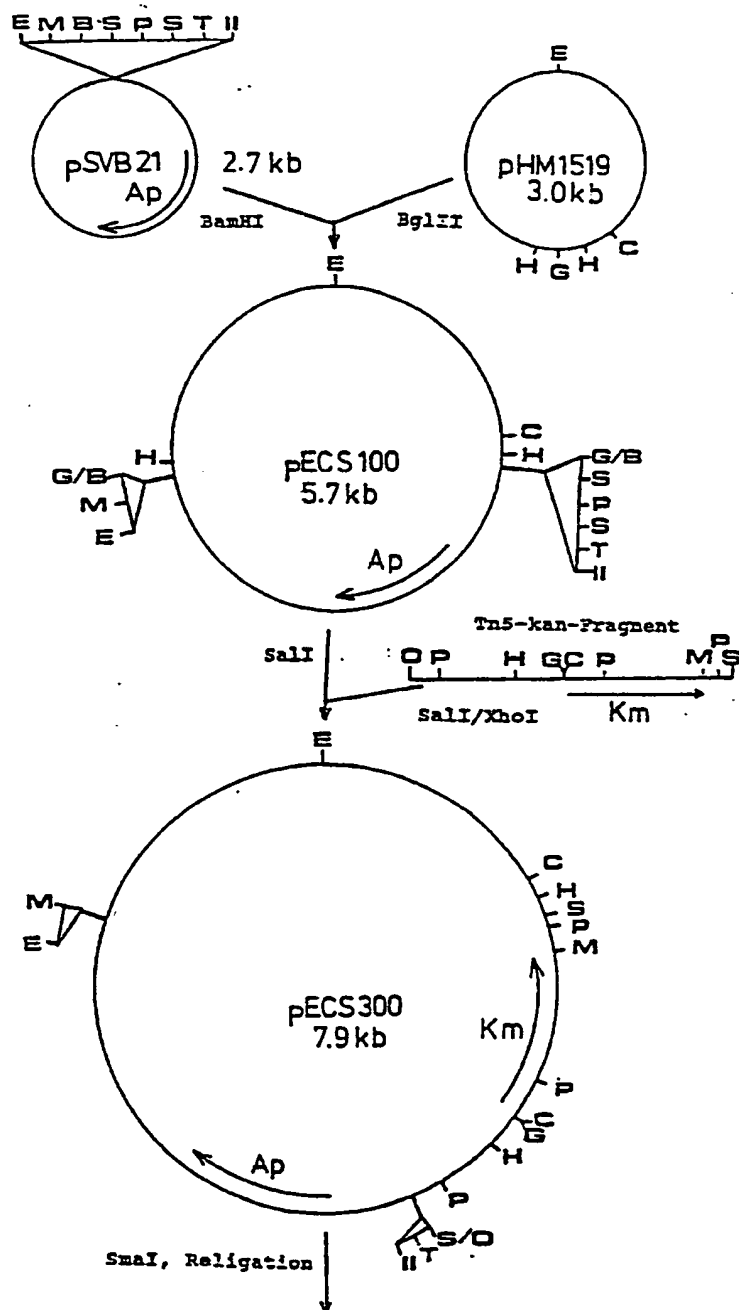 E M B S P S T II
pSVB21
Ap
2.7 kb
E
pHM1519
3.0 kb
H G H C
BamHI
BglII
E
H
G/B
M
E
pECS100
5.7 kb
Ap
C
H
G/B
S
P
S
T
II
SalI
Tn5-kan-Fragment
O P H G C P M P S
SalI/XhoI
Km
E
M
E
pECS300
7.9 kb
Km
Ap
C
H
S
P
M
P
C
G
H
P
S/O
T
II
SmaI, Religation